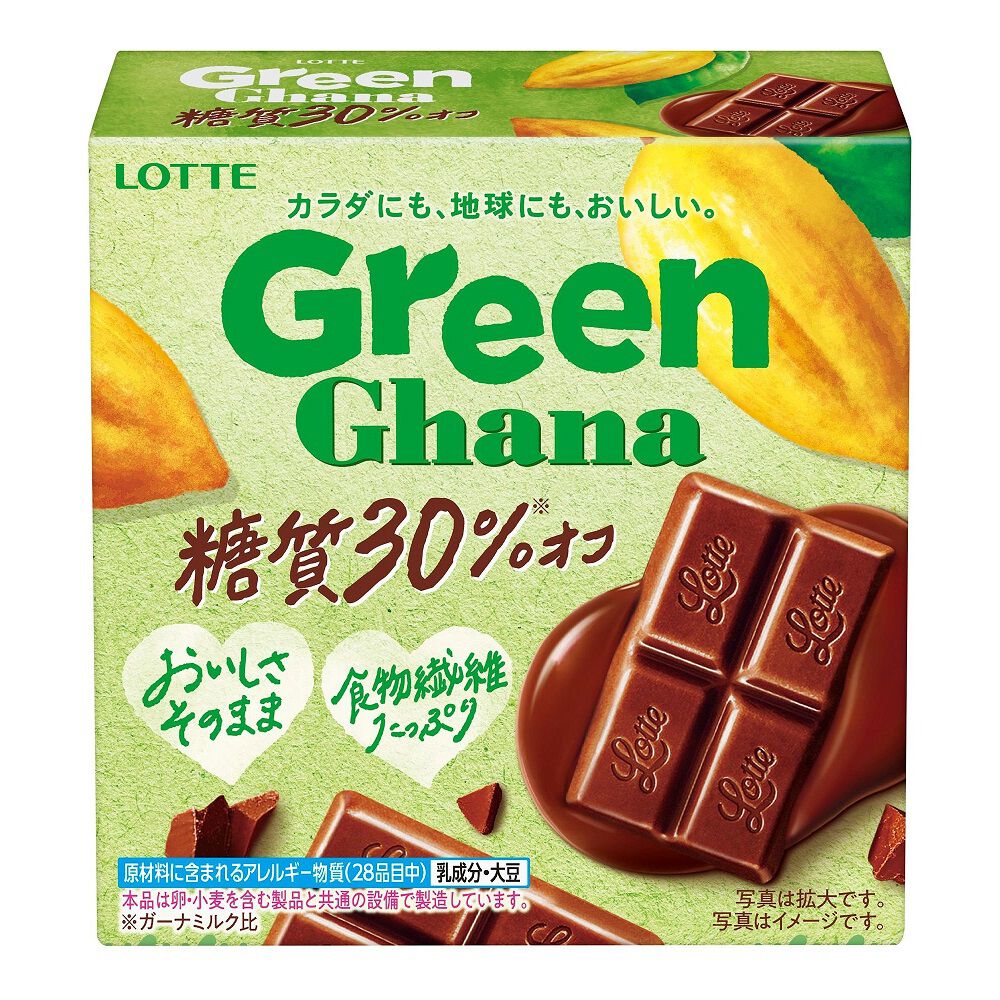 LOTTE
Green
Ghana
糖質30%オフ
LOTTE
カラダにも、地球にも、おいしい。
Green
Ghana
糖質30%※オフ
おいしさ
そのまま
食物繊維
たっぷり
Lotte
Lotte
Lotte
Lotte
Lotte
Lotte
Lotte
Lotte
原材料に含まれるアレルギー物質(28品目中) 乳成分・大豆
本品は卵・小麦を含む製品と共通の設備で製造しています。
※ガーナミルク比
写真は拡大です。
写真はイメージです。